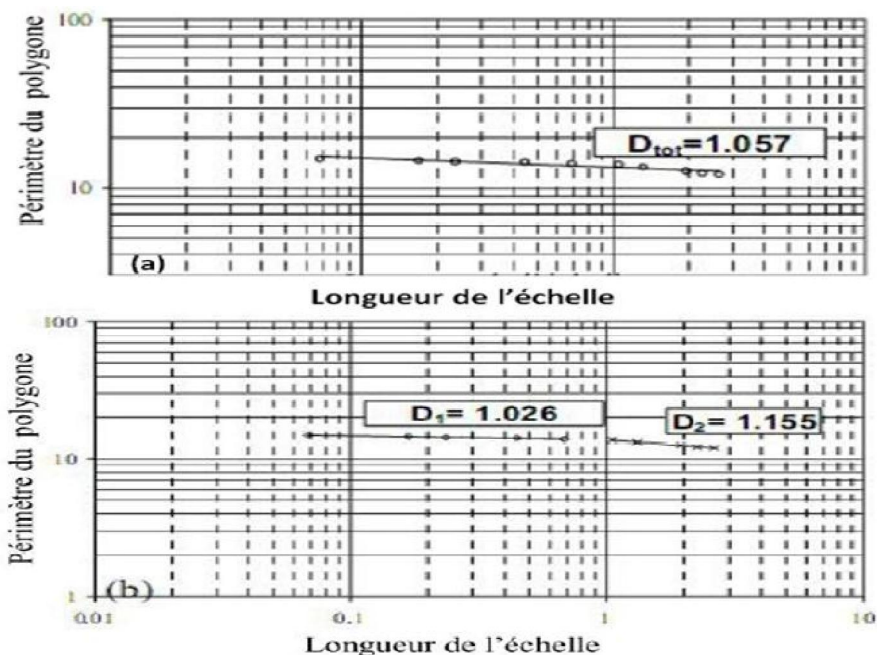 100
Périmètre du polygone
D_tot=1.057
10
(a)
Longueur de l'échelle
100
Périmètre du polygone
D₁= 1.026
D₂= 1.155
10
1
(b)
0.01
0.1
1
10
Longueur de l'échelle